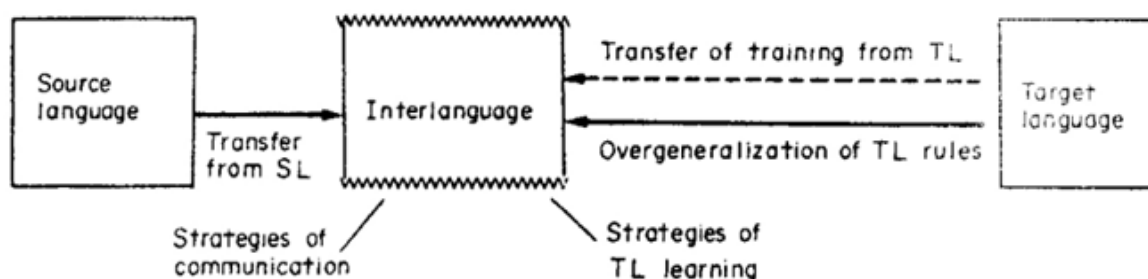 Source
language
Transfer
from SL
Interlanguage
Transfer of training from TL
Overgeneralization of TL rules
Target
language
Strategies of
communication
Strategies of
TL learning